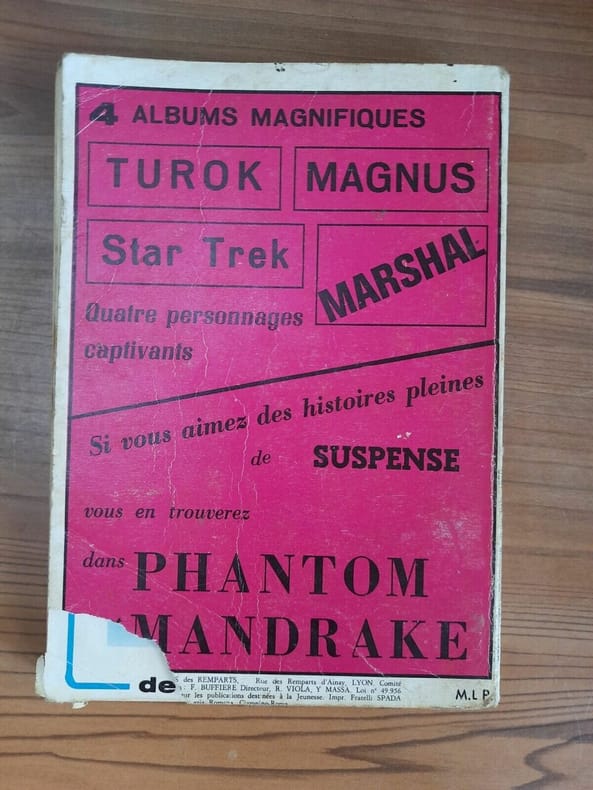 4 ALBUMS MAGNIFIQUES
TUROK
MAGNUS
Star Trek
MARSHAL
Quatre personnages
captivants
Si vous aimez des histoires pleines
de SUSPENSE
vous en trouverez
dans PHANTOM
MANDRAKE
de
des REMPARTS, Rue des Remparts d'Ainay, LYON Comité
: F. BUFFIERE Directeur, R. VIOLA, Y MASSA. Loi n° 49.956
sur les publications destinées à la Jeunesse. Impr. Fratelli SPADA
M.L P.